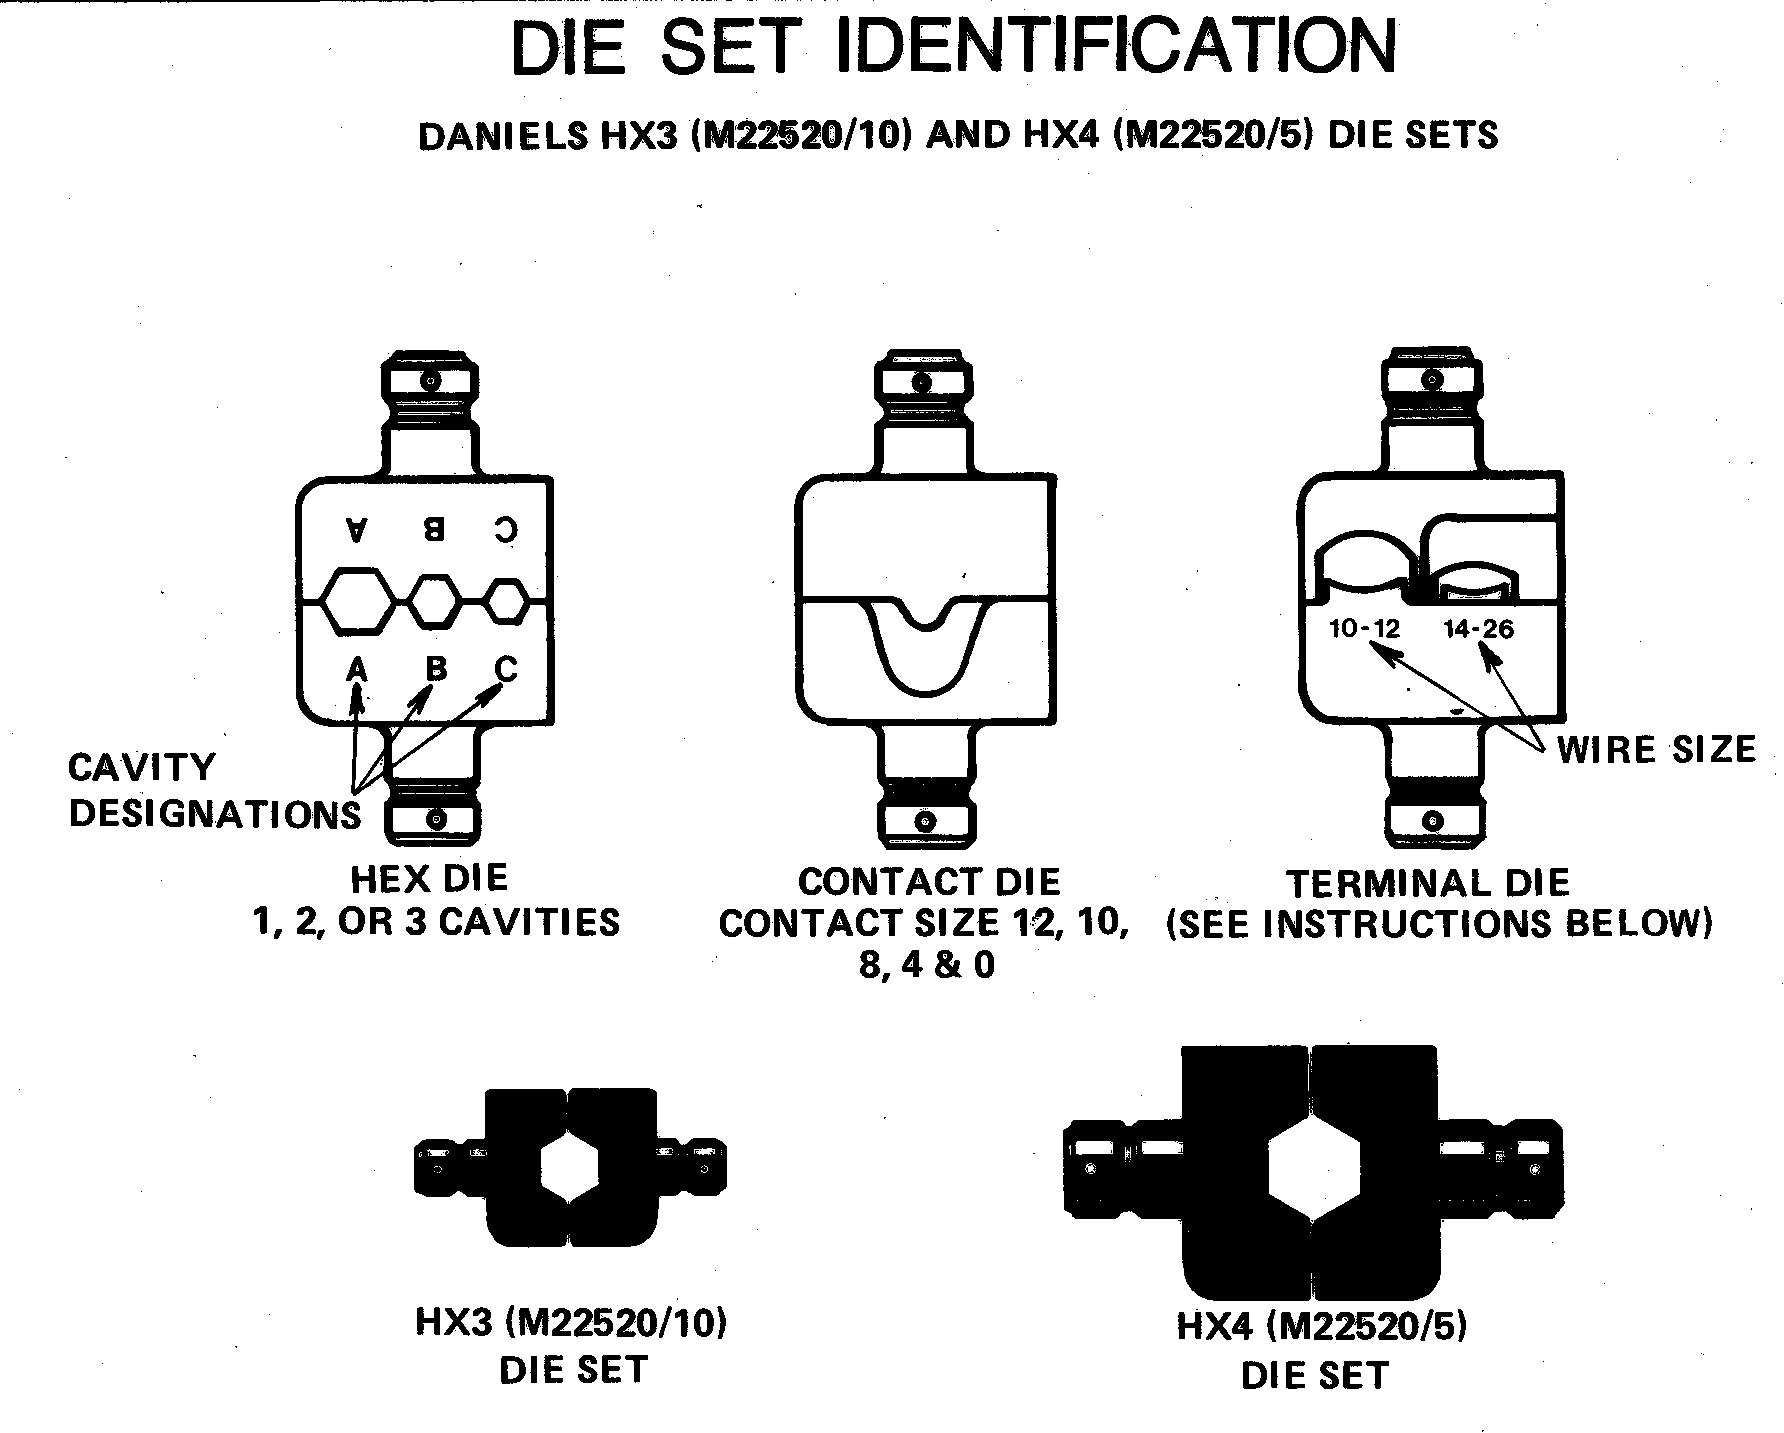 DIE SET IDENTIFICATION
DANIELS HX3 (M22520/10) AND HX4 (M22520/5) DIE SETS
A B C
A B C
CAVITY
DESIGNATIONS
HEX DIE
1, 2, OR 3 CAVITIES
CONTACT DIE
CONTACT SIZE 12, 10,
8, 4 & 0
10-12 14-26
WIRE SIZE
TERMINAL DIE
(SEE INSTRUCTIONS BELOW)
HX3 (M22520/10)
DIE SET
HX4 (M22520/5)
DIE SET